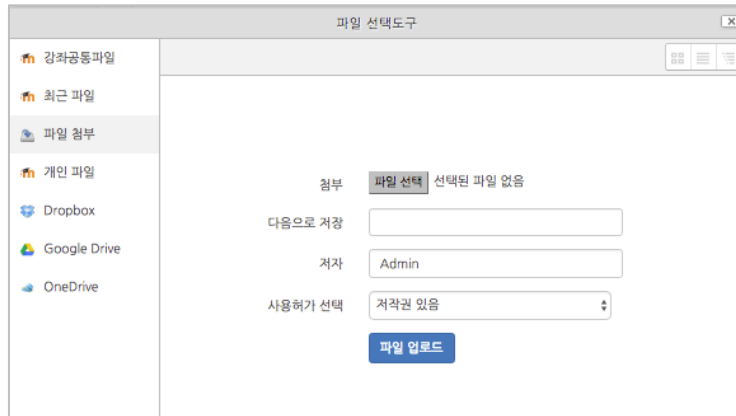 파일 선택도구
강좌공통파일
최근 파일
파일 첨부
개인 파일
Dropbox
Google Drive
OneDrive
첨부 파일 선택 선택된 파일 없음
다음으로 저장
저자 Admin
사용허가 선택 저작권 있음
파일 업로드